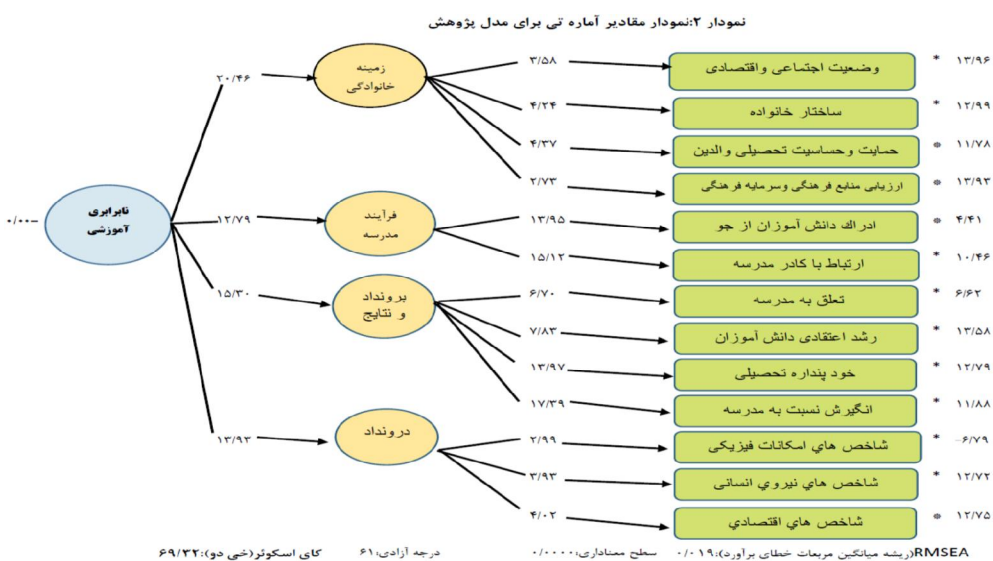 نمودار ۲:نمودار مقادیر آماره تی برای مدل پژوهش
۰/۰۰–
نابرابری
آموزشی
۲۰/۴۶
زمینه
خانوادگی
۳/۵۸
وضعیت اجتماعی واقتصادی
* ۱۳/۹۶
۴/۲۴
ساختار خانواده
* ۱۲/۹۹
۴/۳۷
حمایت وحساسیت تحصیلی والدین
* ۱۱/۷۸
۲/۷۳
ارزیابی منابع فرهنگی وسرمایه فرهنگی
* ۱۳/۹۳
۱۲/۷۹
فرآیند
مدرسه
۱۳/۹۵
ادراک دانش آموزان از جو
* ۴/۴۱
۱۵/۱۲
ارتباط با کادر مدرسه
* ۱۰/۴۶
۱۵/۳۰
برونداد
و نتایج
۶/۷۰
تعلق به مدرسه
* ۶/۶۲
۷/۸۳
رشد اعتقادی دانش آموزان
* ۱۳/۵۸
۱۳/۹۷
خود پنداره تحصیلی
* ۱۲/۷۹
۱۷/۳۹
انگیزش نسبت به مدرسه
* ۱۱/۸۸
۱۳/۹۳
درونداد
۲/۹۹
شاخص هاي امکانات فیزیکی
* –۶/۷۹
۳/۹۳
شاخص هاي نیروي انسانی
* ۱۲/۷۲
۴/۰۲
شاخص هاي اقتصادي
* ۱۲/۷۵
RMSEA(ریشه میانگین مربعات خطای برآورد):۰/۰۱۹ سطح معناداری:۰/۰۰۰۰ درجه آزادی:۶۱ کای اسکوئر(خی دو):۶۹/۳۲